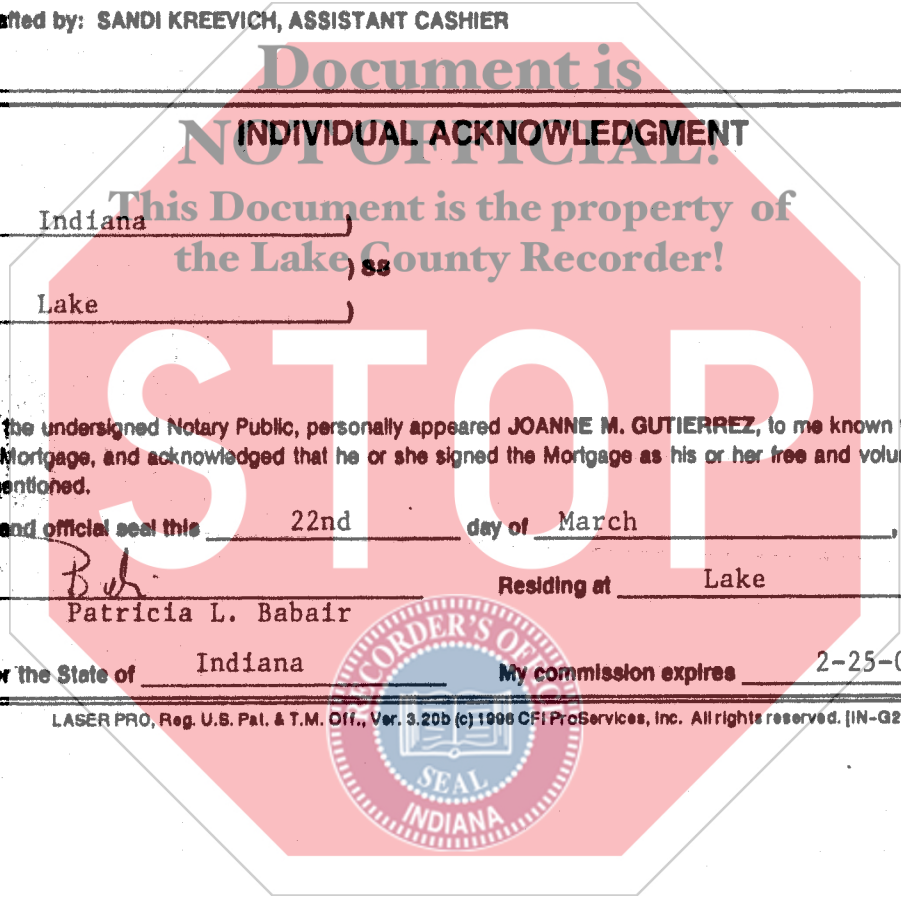 afted by: SANDI KREEVICH, ASSISTANT CASHIER
Document is
NOT OFFICIAL!
INDIVIDUAL ACKNOWLEDGMENT
This Document is the property of
the Lake County Recorder!
Indiana )
) ss
Lake )
STOP
the undersigned Notary Public, personally appeared JOANNE M. GUTIERREZ, to me known
Mortgage, and acknowledged that he or she signed the Mortgage as his or her free and volu
entioned.
and official seal this 22nd day of March ,
Residing at Lake
Patricia L. Babair
r the State of Indiana My commission expires 2-25-0
LASER PRO, Reg. U.S. Pat. & T.M. Off., Ver. 3.20b (c) 1996 CFI ProServices, Inc. All rights reserved. [IN-G2
RECORDER'S OFFICE
SEAL
INDIANA